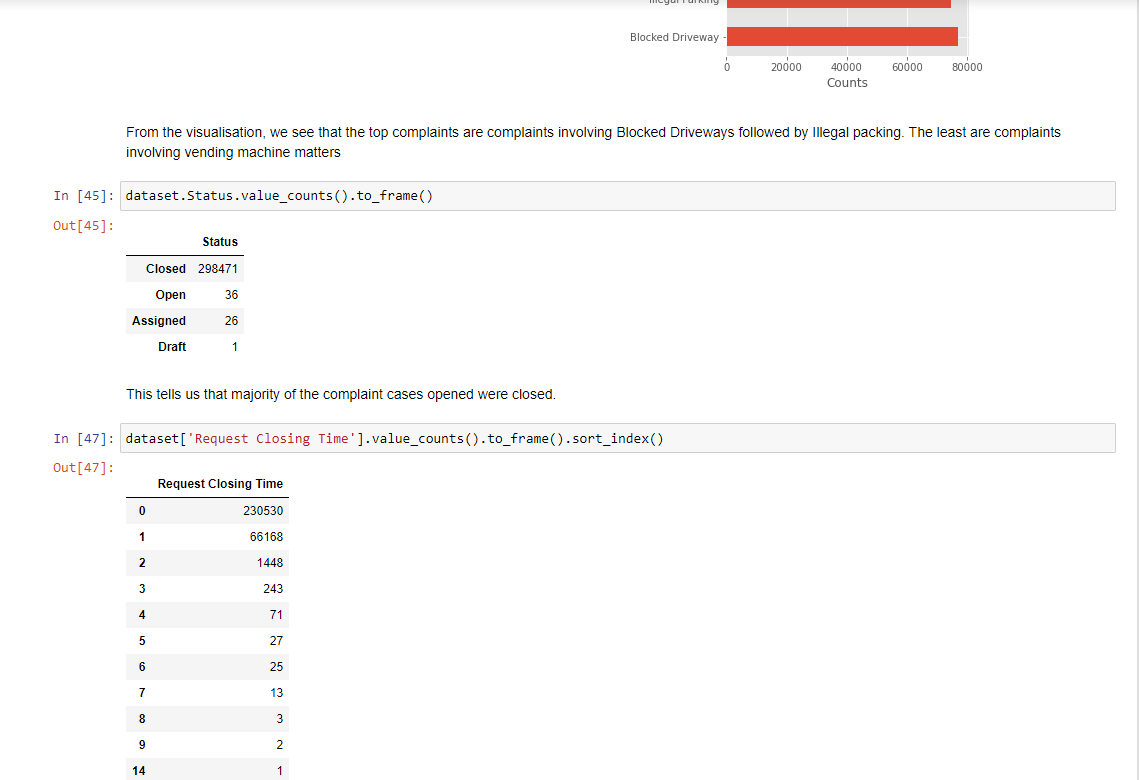 Illegal Parking
Blocked Driveway
0 20000 40000 60000 80000
Counts
From the visualisation, we see that the top complaints are complaints involving Blocked Driveways followed by Illegal packing. The least are complaints
involving vending machine matters
In [45]: dataset.Status.value_counts().to_frame()
Out[45]:
Status
Closed 298471
Open 36
Assigned 26
Draft 1
This tells us that majority of the complaint cases opened were closed.
In [47]: dataset['Request Closing Time'].value_counts().to_frame().sort_index()
Out[47]:
Request Closing Time
0 230530
1 66168
2 1448
3 243
4 71
5 27
6 25
7 13
8 3
9 2
14 1